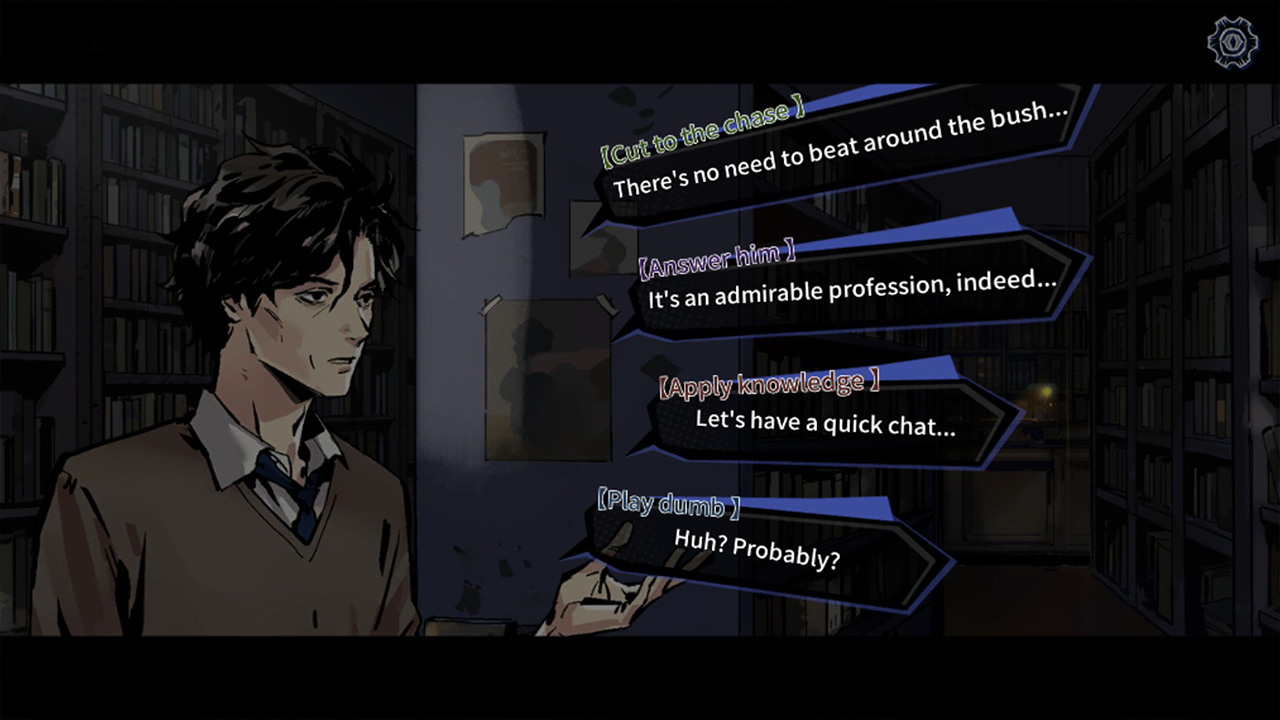 【Cut to the chase 】
There's no need to beat around the bush...
【Answer him 】
It's an admirable profession, indeed...
【Apply knowledge 】
Let's have a quick chat...
【Play dumb 】
Huh? Probably?